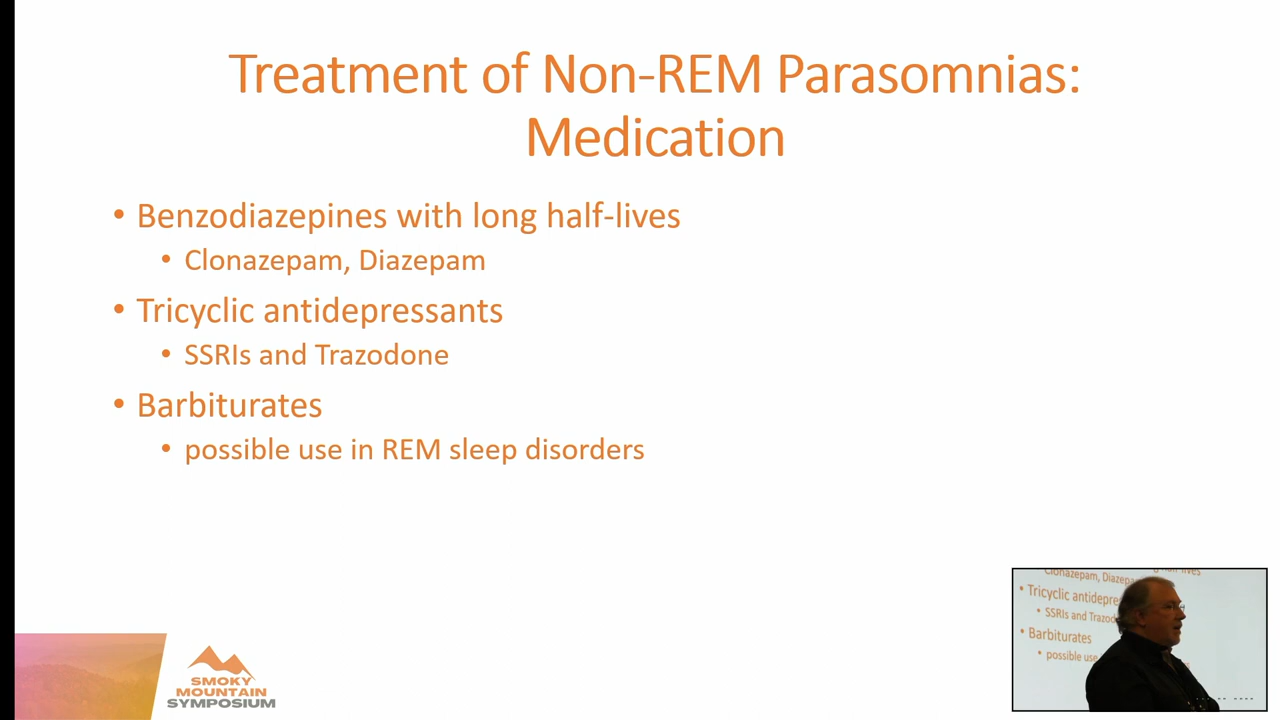 Treatment of Non-REM Parasomnias:
Medication
• Benzodiazepines with long half-lives
• Clonazepam, Diazepam
• Tricyclic antidepressants
• SSRIs and Trazodone
• Barbiturates
• possible use in REM sleep disorders
SMOKY
MOUNTAIN
SYMPOSIUM
Clonazepam, Diazepa
• Tricyclic antidepre
• SSRIs and Trazod
• Barbiturates
• possible use